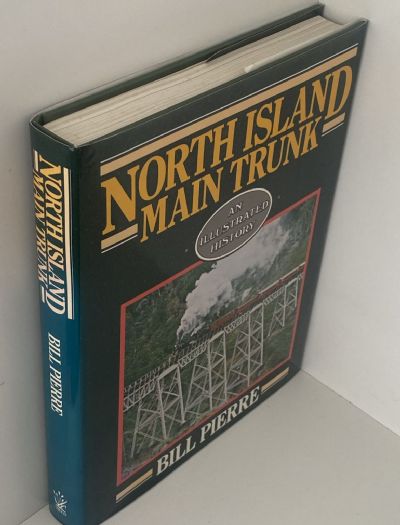 NORTH ISLAND
MAIN TRUNK
AN
ILLUSTRATED
HISTORY
BILL PIERRE
NORTH ISLAND
MAIN TRUNK
BILL PIERRE